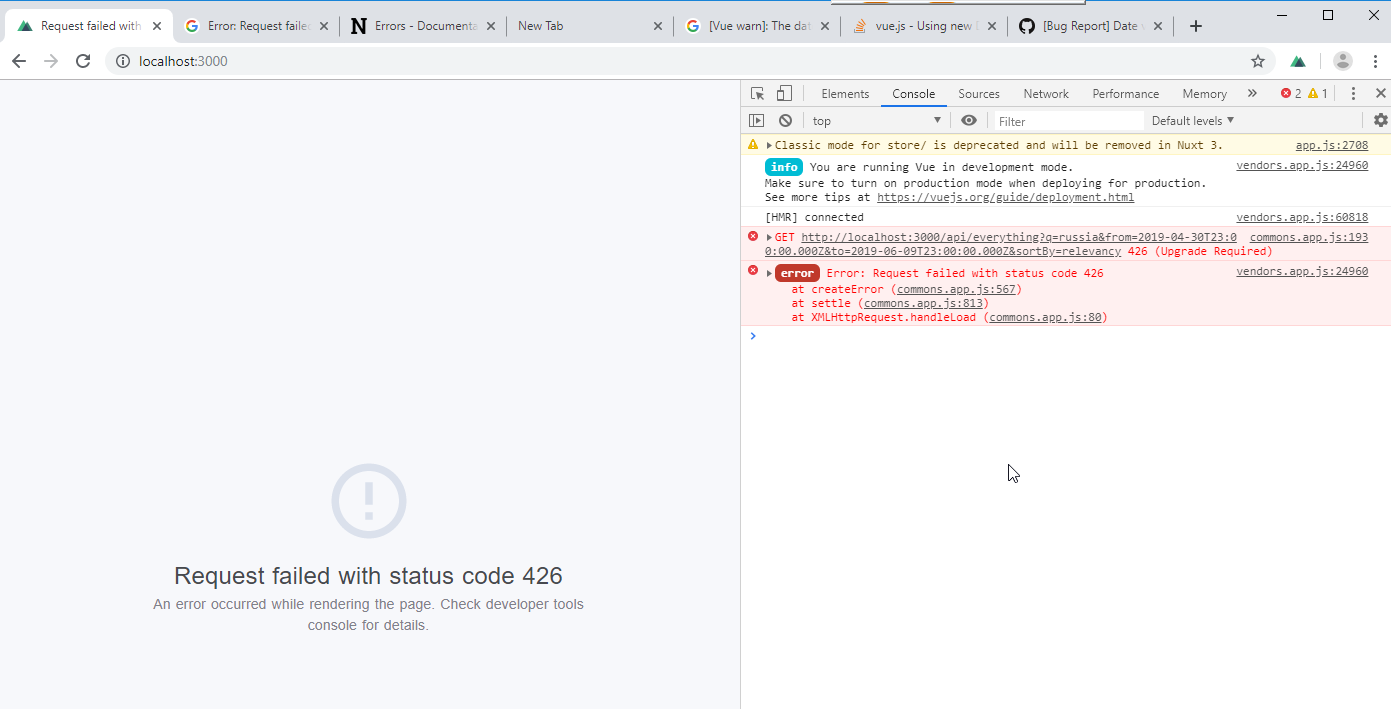 Request failed with
Error: Request failed
Errors - Documenta
New Tab
[Vue warn]: The dat
vue.js - Using new
[Bug Report] Date
localhost:3000
Elements Console Sources Network Performance Memory 2 1
top Filter Default levels
Classic mode for store/ is deprecated and will be removed in Nuxt 3. app.js:2708
info You are running Vue in development mode. vendors.app.js:24960
Make sure to turn on production mode when deploying for production.
See more tips at https://vuejs.org/guide/deployment.html
[HMR] connected vendors.app.js:60818
GET http://localhost:3000/api/everything?q=russia&from=2019-04-30T23:0 commons.app.js:193
0:00.000Z&to=2019-06-09T23:00:00.000Z&sortBy=relevancy 426 (Upgrade Required)
error Error: Request failed with status code 426 vendors.app.js:24960
at createError (commons.app.js:567)
at settle (commons.app.js:813)
at XMLHttpRequest.handleLoad (commons.app.js:80)
Request failed with status code 426
An error occurred while rendering the page. Check developer tools
console for details.